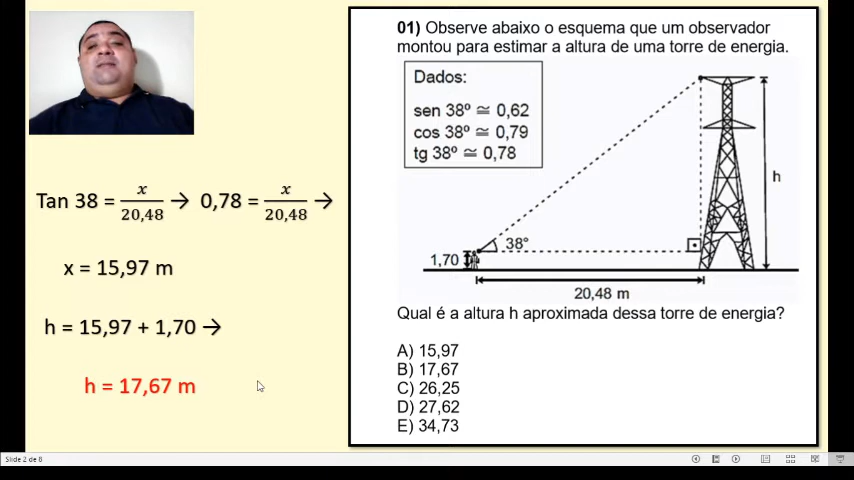 01) Observe abaixo o esquema que um observador
montou para estimar a altura de uma torre de energia.
Dados:
sen 38º ≅ 0,62
cos 38º ≅ 0,79
tg 38º ≅ 0,78
h
38°
1,70
20,48 m
Qual é a altura h aproximada dessa torre de energia?
A) 15,97
B) 17,67
C) 26,25
D) 27,62
E) 34,73
Tan 38 = x/20,48 → 0,78 = x/20,48 →
x = 15,97 m
h = 15,97 + 1,70 →
h = 17,67 m
Slide 2 de 8